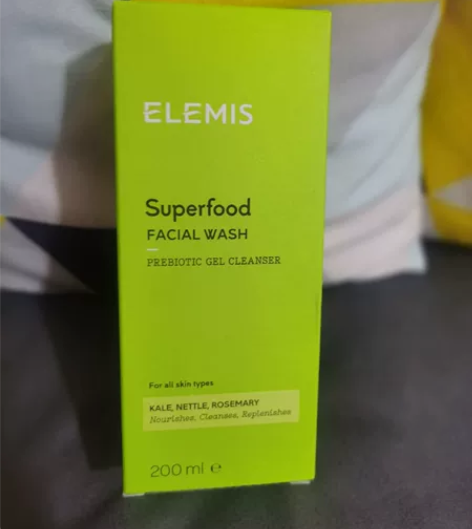 ELEMIS
Superfood
FACIAL WASH
PREBIOTIC GEL CLEANSER
For all skin types
KALE, NETTLE, ROSEMARY
Nourishes, Cleanses, Replenishes
200 ml ℮